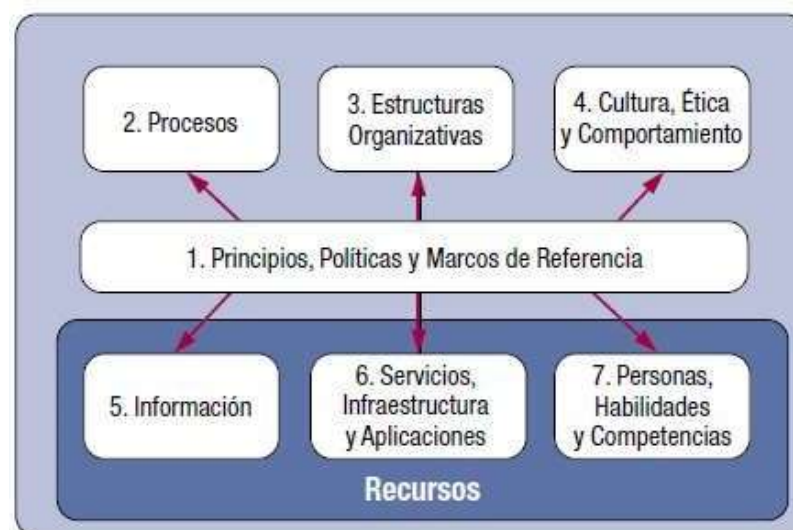 2. Procesos
3. Estructuras
Organizativas
4. Cultura, Ética
y Comportamiento
1. Principios, Políticas y Marcos de Referencia
5. Información
6. Servicios,
Infraestructura
y Aplicaciones
7. Personas,
Habilidades
y Competencias
Recursos